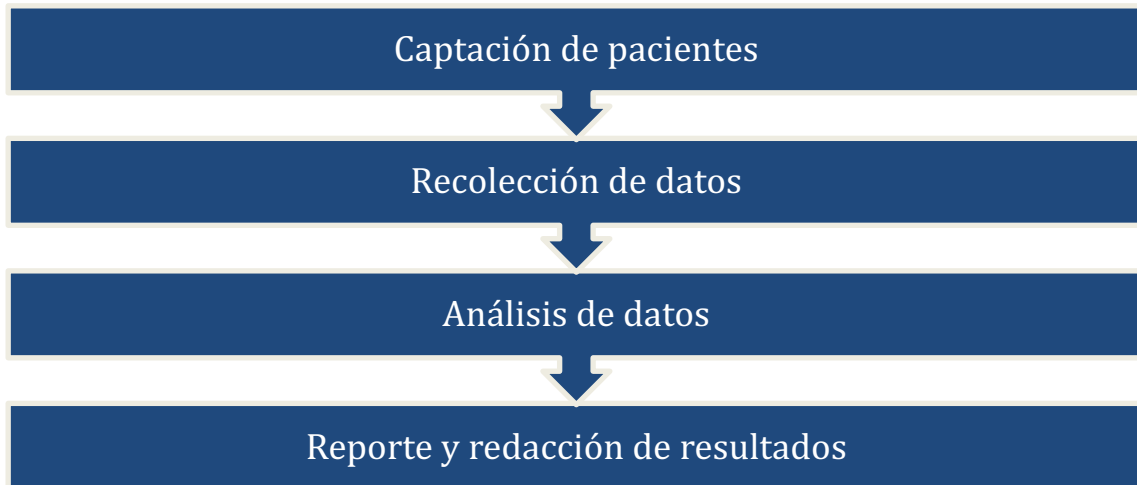 Captación de pacientes
Recolección de datos
Análisis de datos
Reporte y redacción de resultados